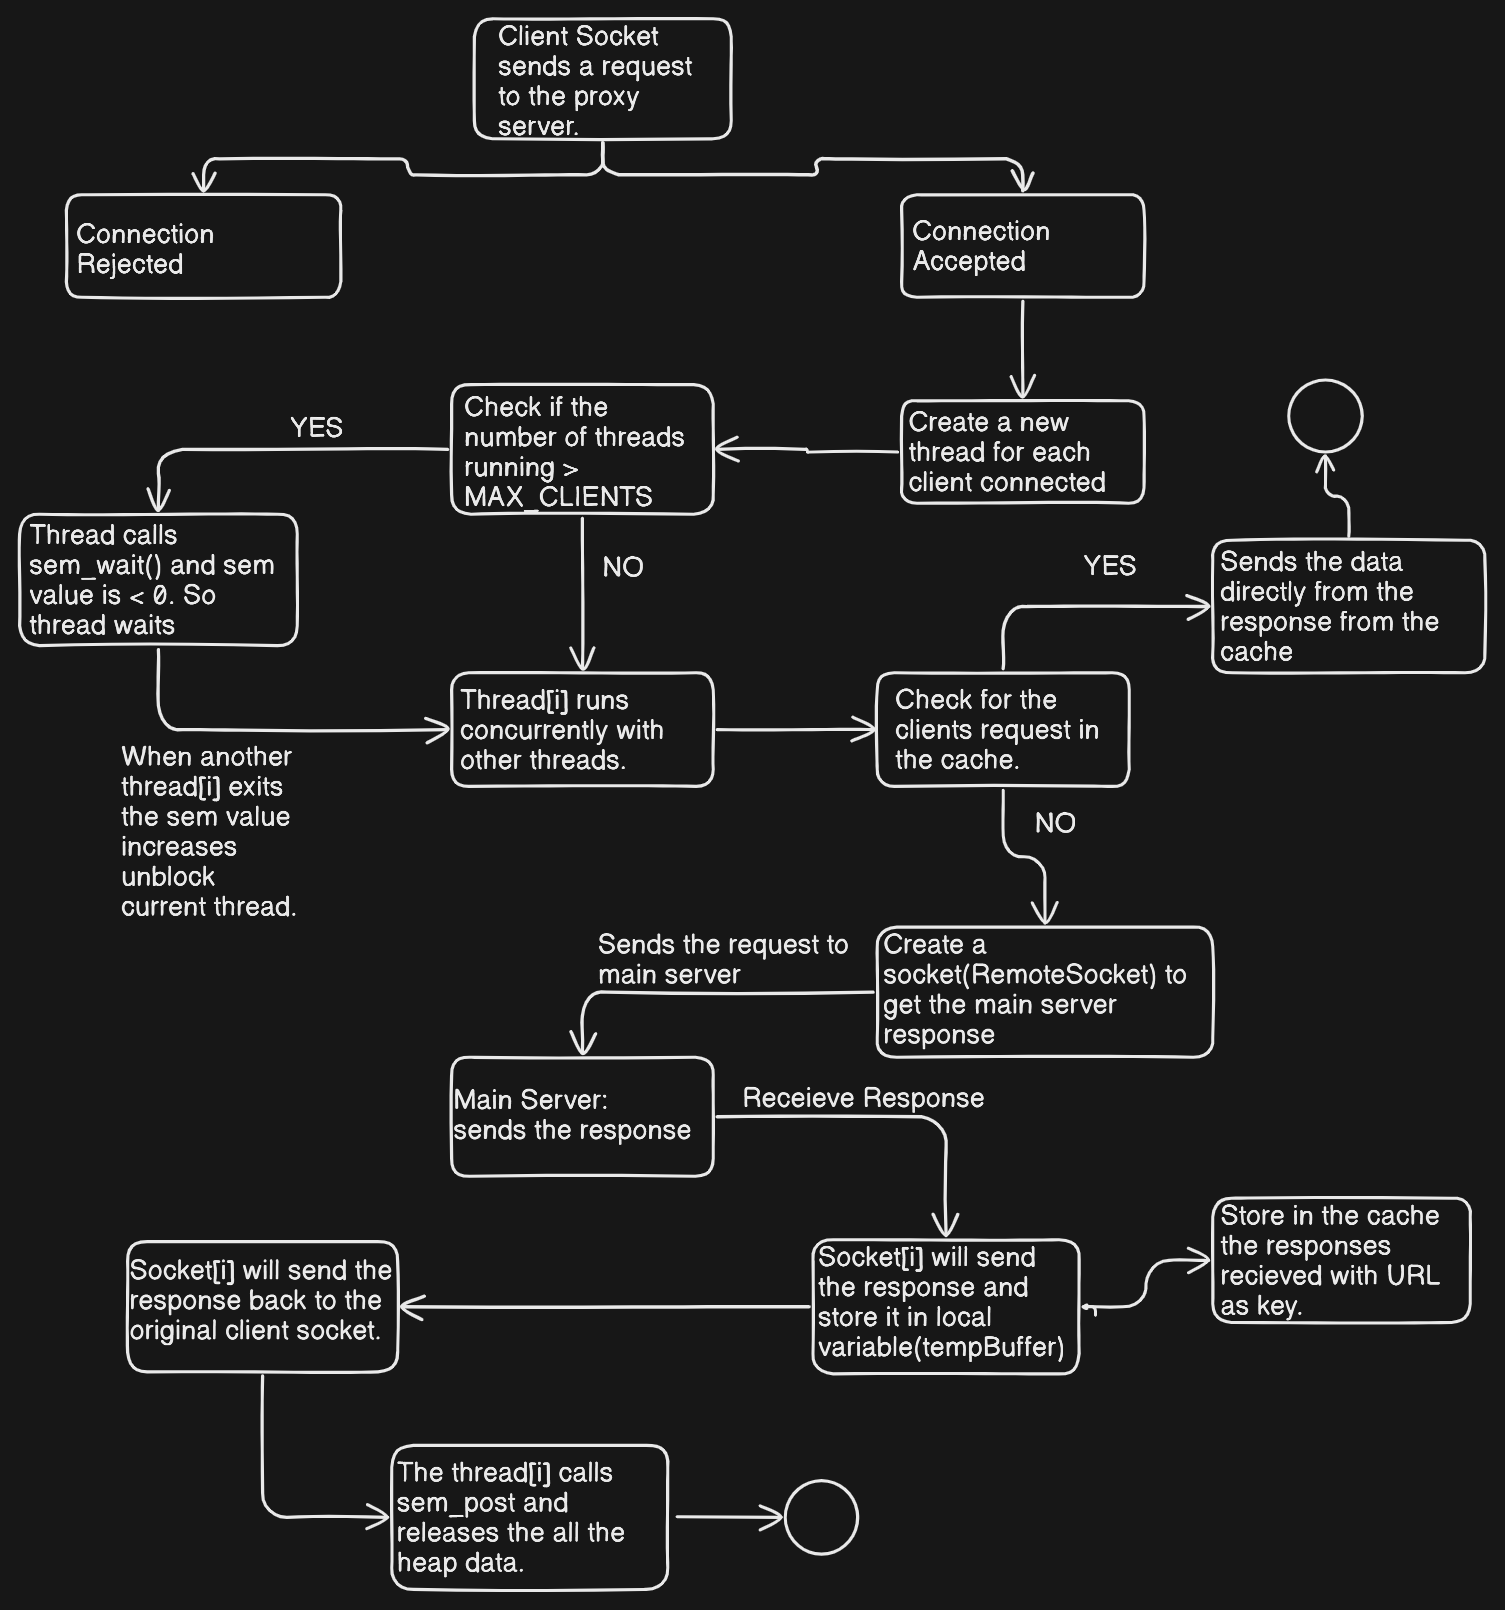 Client Socket
sends a request
to the proxy
server.
Connection
Rejected
Connection
Accepted
Check if the
number of threads
running >
MAX_CLIENTS
Create a new
thread for each
client connected
YES
Thread calls
sem_wait() and sem
value is < 0. So
thread waits
NO
YES
Sends the data
directly from the
response from the
cache
Thread[i] runs
concurrently with
other threads.
Check for the
clients request in
the cache.
When another
thread[i] exits
the sem value
increases
unblock
current thread.
NO
Sends the request to
main server
Create a
socket(RemoteSocket) to
get the main server
response
Main Server:
sends the response
Receieve Response
Socket[i] will send
the response and
store it in local
variable(tempBuffer)
Store in the cache
the responses
recieved with URL
as key.
Socket[i] will send the
response back to the
original client socket.
The thread[i] calls
sem_post and
releases the all the
heap data.